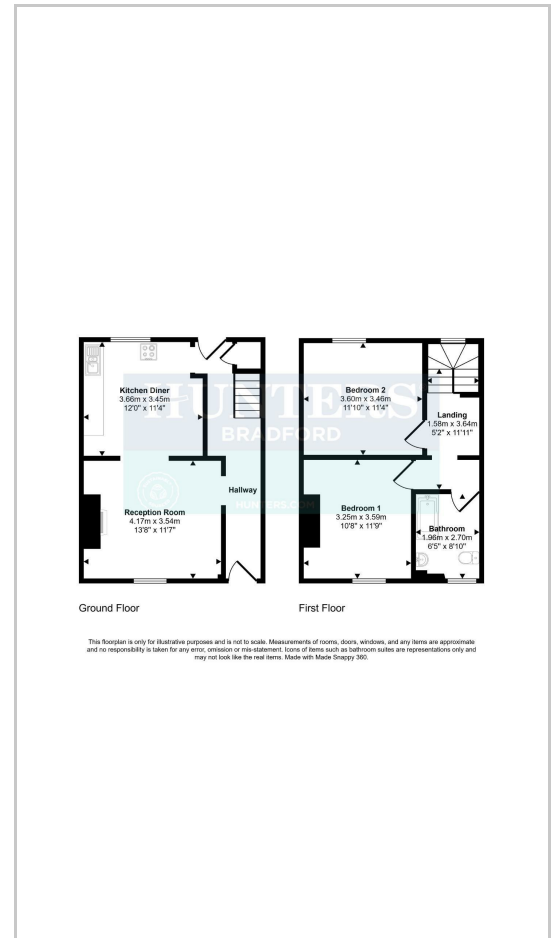 Kitchen Diner
3.66m x 3.45m
12'0" x 11'4"
HUNTERS
BRADFORD
HUNTERS.COM
Reception Room
4.17m x 3.54m
13'8" x 11'7"
Hallway
Ground Floor
Bedroom 2
3.60m x 3.46m
11'10" x 11'4"
Landing
1.58m x 3.64m
5'2" x 11'11"
Bedroom 1
3.25m x 3.59m
10'8" x 11'9"
Bathroom
1.96m x 2.70m
6'5" x 8'10"
First Floor
This floorplan is only for illustrative purposes and is not to scale. Measurements of rooms, doors, windows, and any items are approximate
and no responsibility is taken for any error, omission or mis-statement. Icons of items such as bathroom suites are representations only and
may not look like the real items. Made with Made Snappy 360.